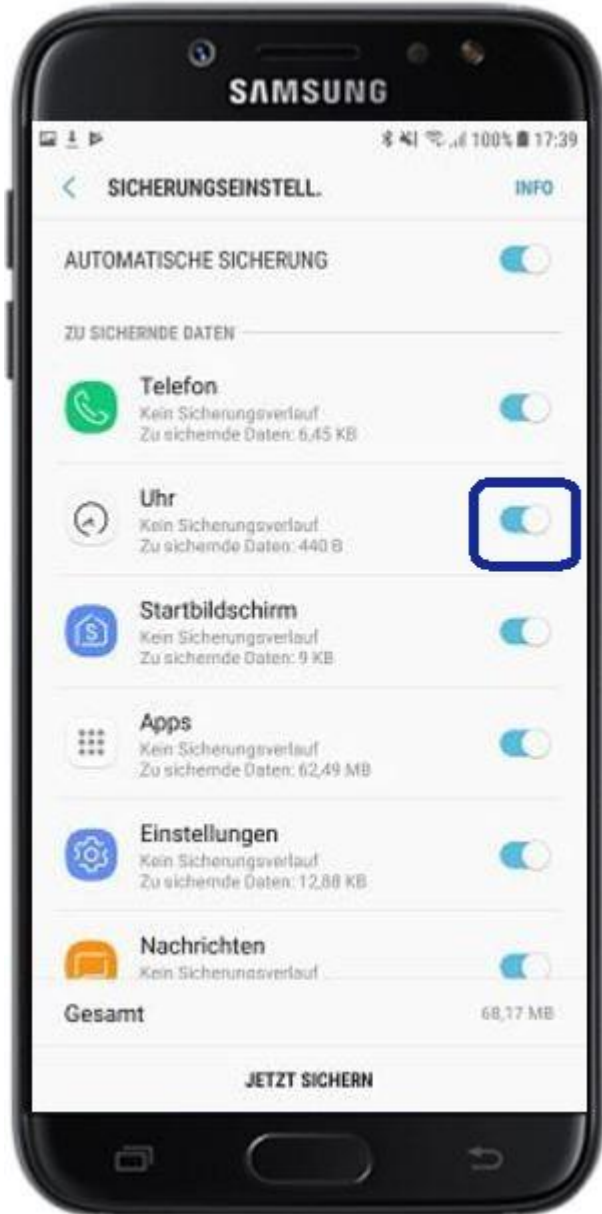 SAMSUNG
100% 17:39
SICHERUNGSEINSTELL. INFO
AUTOMATISCHE SICHERUNG
ZU SICHERNDE DATEN
Telefon
Kein Sicherungsverlauf
Zu sichernde Daten: 6,45 KB
Uhr
Kein Sicherungsverlauf
Zu sichernde Daten: 440 B
Startbildschirm
Kein Sicherungsverlauf
Zu sichernde Daten: 9 KB
Apps
Kein Sicherungsverlauf
Zu sichernde Daten: 62,49 MB
Einstellungen
Kein Sicherungsverlauf
Zu sichernde Daten: 12,88 KB
Nachrichten
Kein Sicherungsverlauf
Gesamt 68,17 MB
JETZT SICHERN